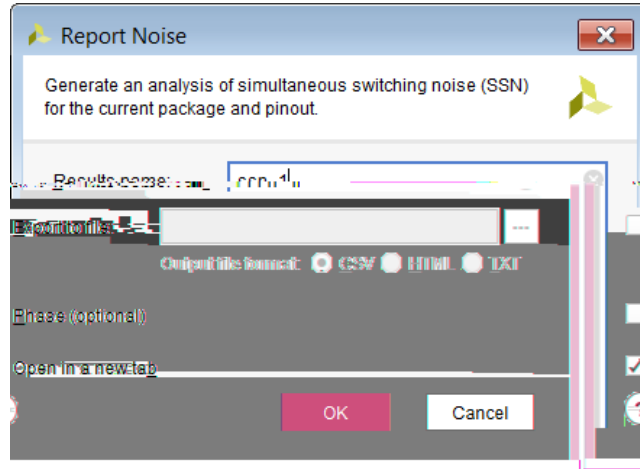 Report Noise
Generate an analysis of simultaneous switching noise (SSN)
for the current package and pinout.
Results name:
Export to file:
...
Output file format: CSV HTML TXT
Phase (optional)
Open in a new tab
OK Cancel